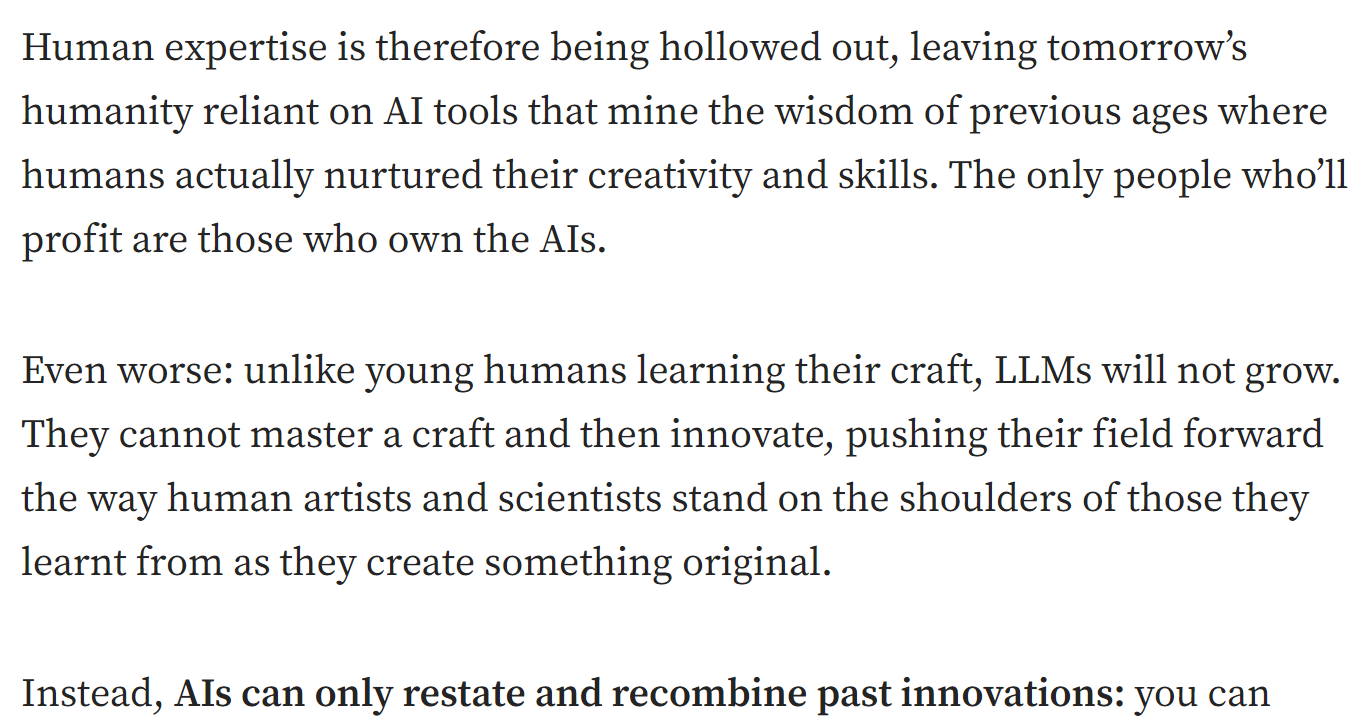 Human expertise is therefore being hollowed out, leaving tomorrow’s
humanity reliant on AI tools that mine the wisdom of previous ages where
humans actually nurtured their creativity and skills. The only people who’ll
profit are those who own the AIs.
Even worse: unlike young humans learning their craft, LLMs will not grow.
They cannot master a craft and then innovate, pushing their field forward
the way human artists and scientists stand on the shoulders of those they
learnt from as they create something original.
Instead, AIs can only restate and recombine past innovations: you can